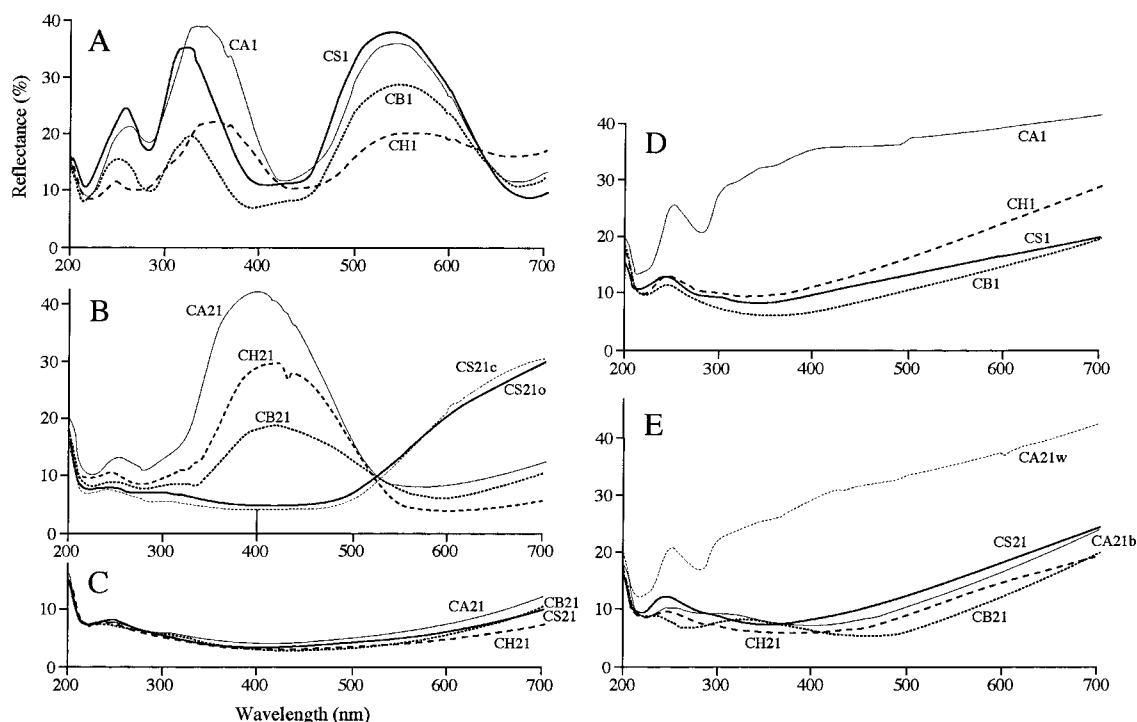 A
40
30
20
10
0
Reflectance (%)
CA1
CS1
CB1
CH1
200 300 400 500 600 700
B
40
30
20
10
0
CA21
CH21
CB21
CS21c
CS21o
200 300 400 500 600 700
C
10
0
CA21
CB21
CS21
CH21
200 300 400 500 600 700
Wavelength (nm)
D
40
30
20
10
0
CA1
CH1
CS1
CB1
200 300 400 500 600 700
E
40
30
20
10
0
CA21w
CS21
CA21b
CB21
CH21
200 300 400 500 600 700